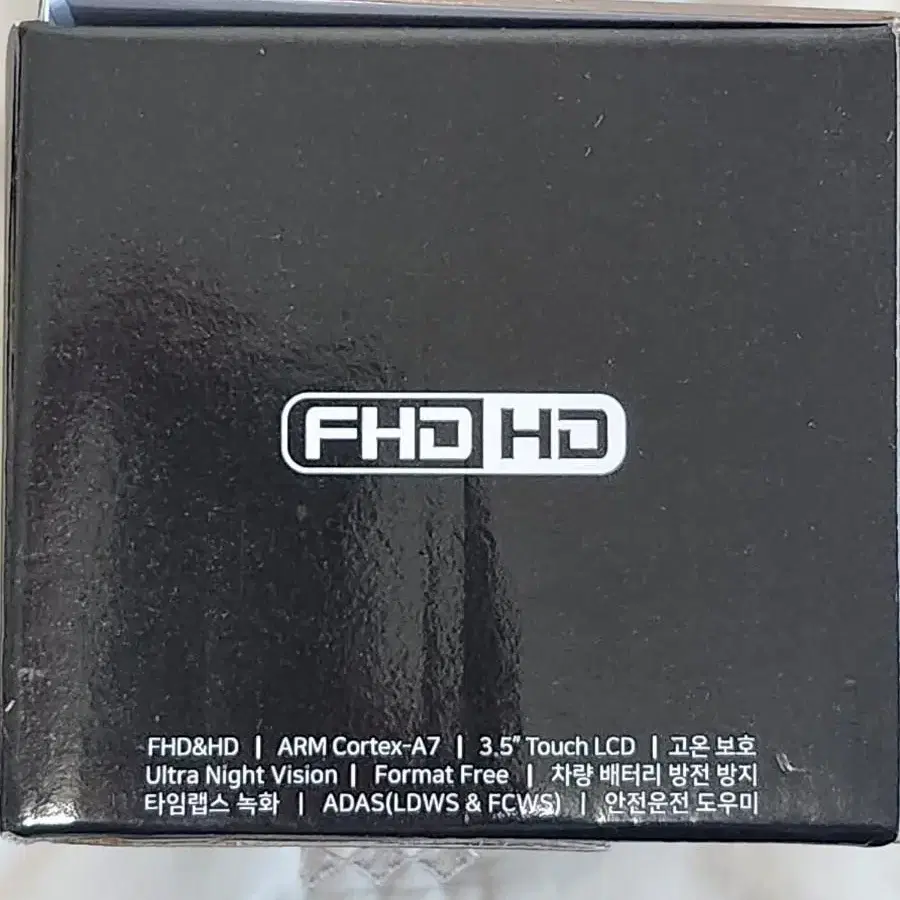 FHD HD
FHD&HD | ARM Cortex-A7 | 3.5" Touch LCD | 고온 보호
Ultra Night Vision | Format Free | 차량 배터리 방전 방지
타임랩스 녹화 | ADAS(LDWS & FCWS) | 안전운전 도우미